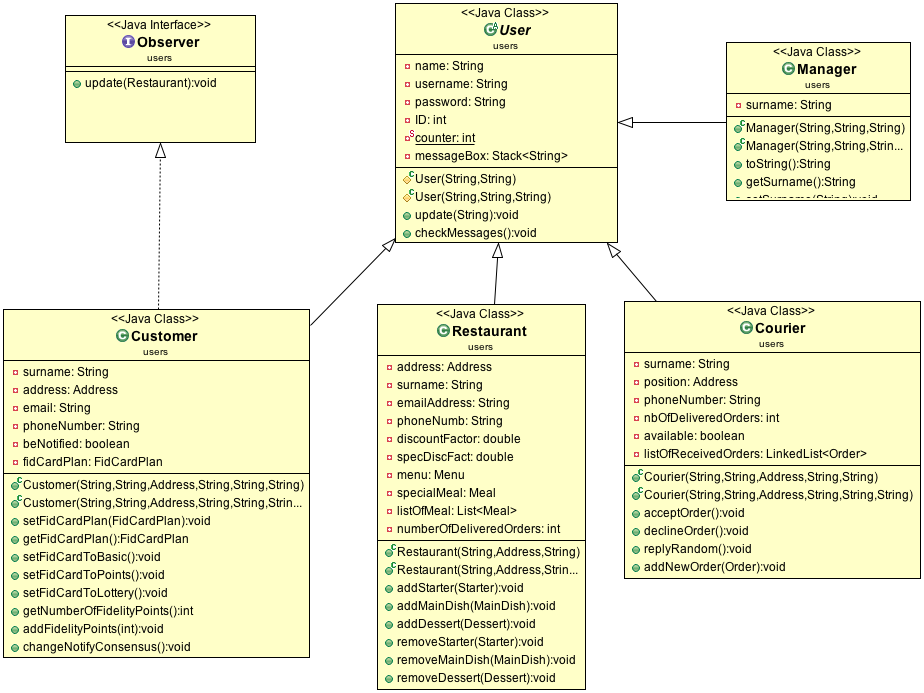 <<Java Interface>>
Observer
users
update(Restaurant):void
<<Java Class>>
User
users
name: String
username: String
password: String
ID: int
counter: int
messageBox: Stack<String>
User(String,String)
User(String,String,String)
update(String):void
checkMessages():void
<<Java Class>>
Manager
users
surname: String
Manager(String,String,String)
Manager(String,String,Strin...
toString():String
getSurname():String
setSurname(String):void
<<Java Class>>
Customer
users
surname: String
address: Address
email: String
phoneNumber: String
beNotified: boolean
fidCardPlan: FidCardPlan
Customer(String,String,Address,String,String,String)
Customer(String,String,Address,String,String,Strin...
setFidCardPlan(FidCardPlan):void
getFidCardPlan():FidCardPlan
setFidCardToBasic():void
setFidCardToPoints():void
setFidCardToLottery():void
getNumberOfFidelityPoints():int
addFidelityPoints(int):void
changeNotifyConsensus():void
<<Java Class>>
Restaurant
users
address: Address
surname: String
emailAddress: String
phoneNumb: String
discountFactor: double
specDiscFact: double
menu: Menu
specialMeal: Meal
listOfMeal: List<Meal>
numberOfDeliveredOrders: int
Restaurant(String,Address,String)
Restaurant(String,Address,Strin...
addStarter(Starter):void
addMainDish(MainDish):void
addDessert(Dessert):void
removeStarter(Starter):void
removeMainDish(MainDish):void
removeDessert(Dessert):void
<<Java Class>>
Courier
users
surname: String
position: Address
phoneNumber: String
nbOfDeliveredOrders: int
available: boolean
listOfReceivedOrders: LinkedList<Order>
Courier(String,String,Address,String,String)
Courier(String,String,Address,String,String,String)
acceptOrder():void
declineOrder():void
replyRandom():void
addNewOrder(Order):void